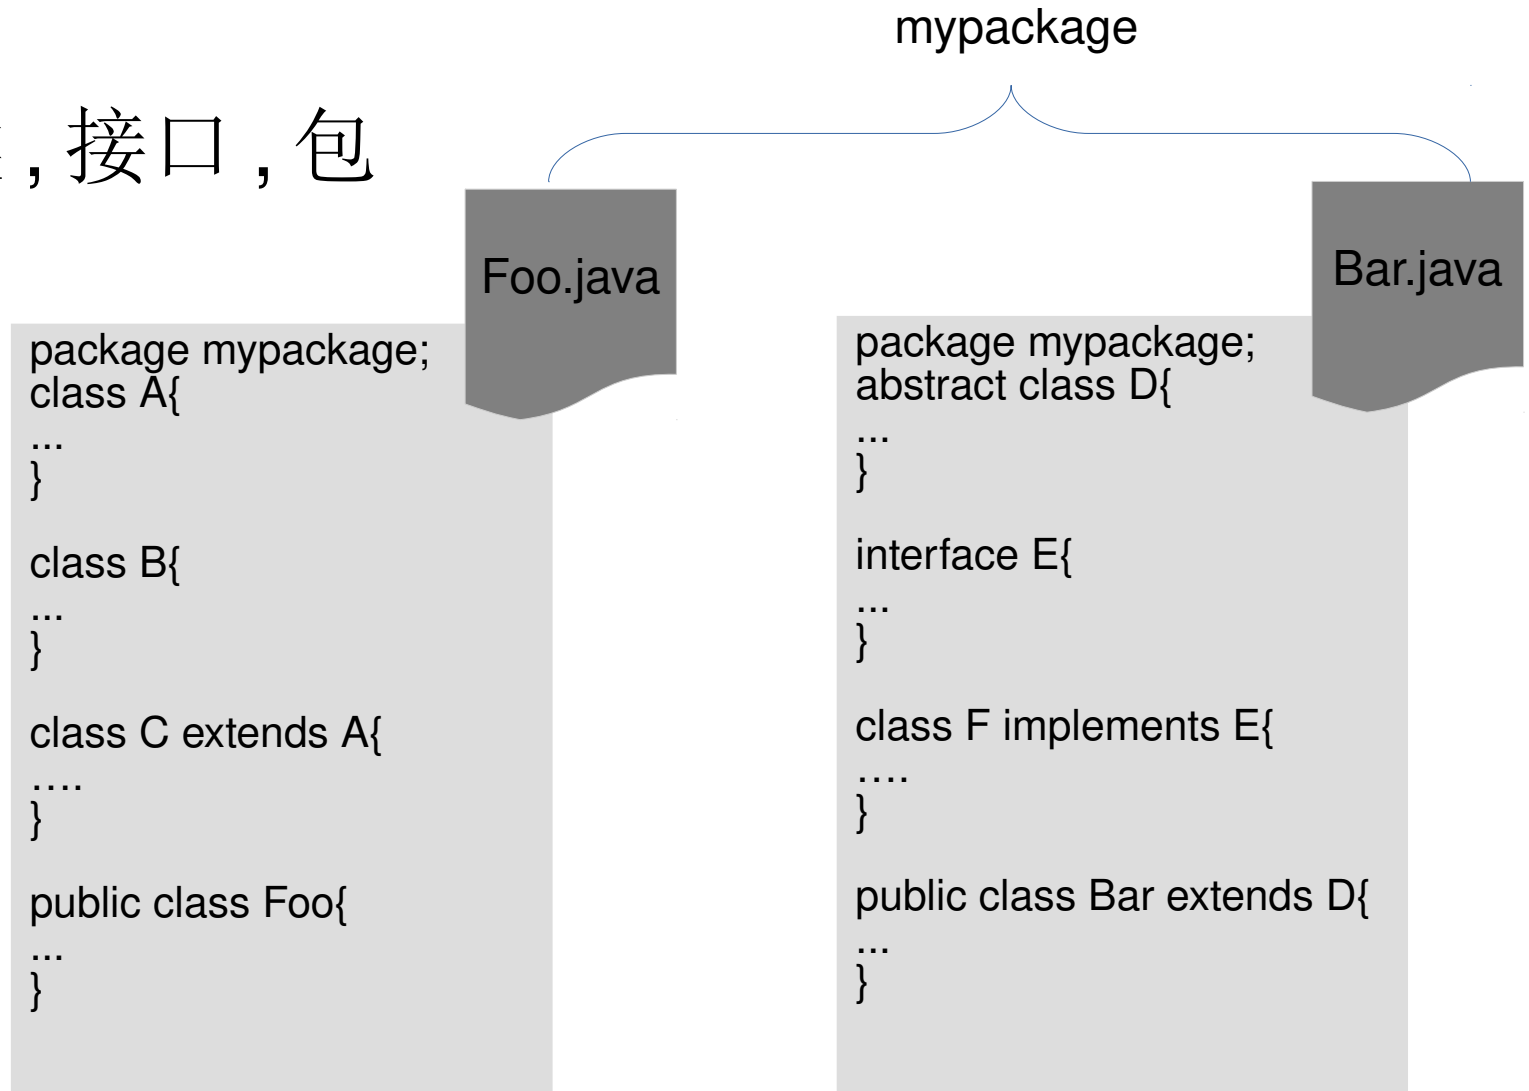 mypackage
, 接口 , 包
Foo.java
package mypackage;
class A{
...
}
class B{
...
}
class C extends A{
....
}
public class Foo{
...
}
Bar.java
package mypackage;
abstract class D{
...
}
interface E{
...
}
class F implements E{
....
}
public class Bar extends D{
...
}